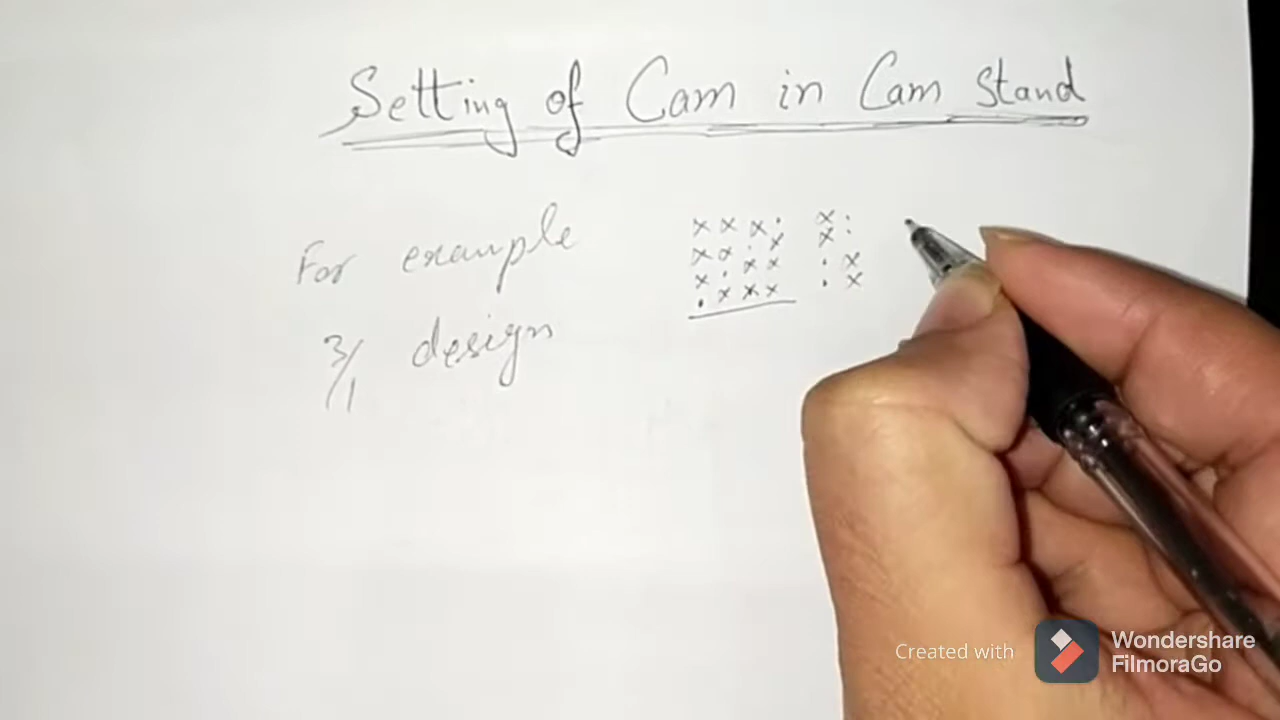 Setting of Cam in Cam Stand
For example
3/1 design
x x x . x .
x x . x x .
x . x x . x
. x x x . x
Created with Wondershare FilmoraGo